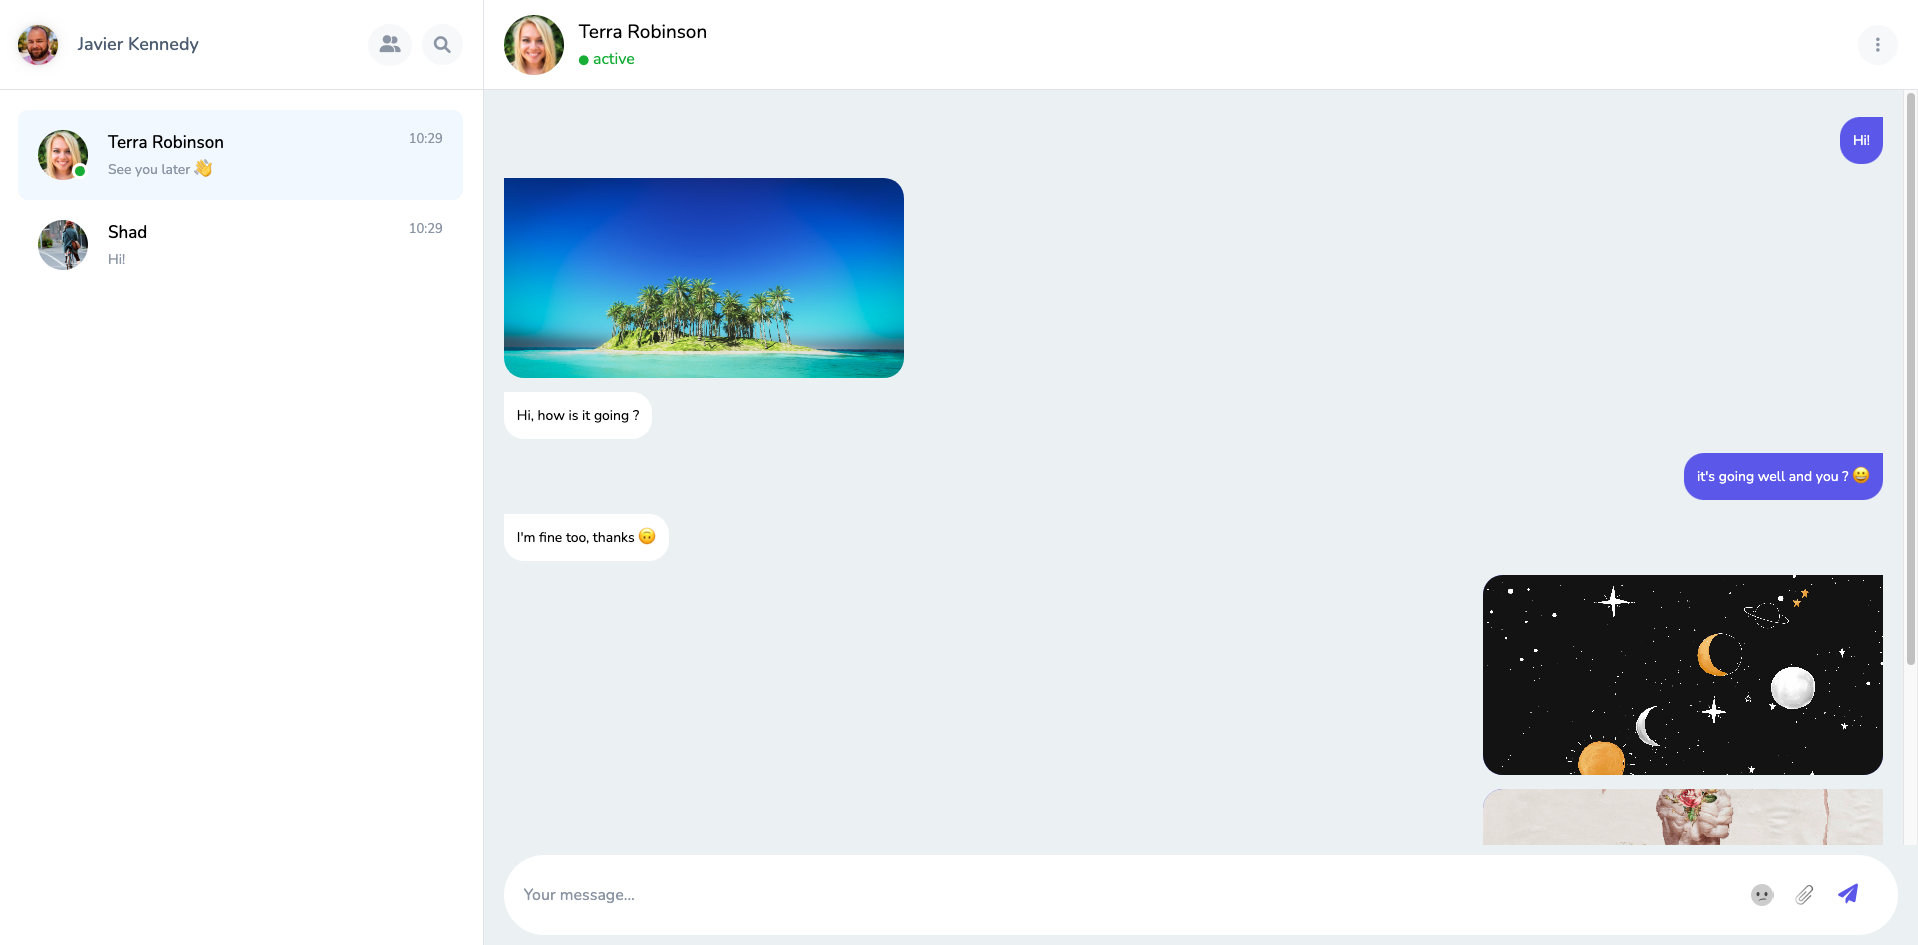 Javier Kennedy
Terra Robinson
10:29
See you later 👋
Shad
10:29
Hi!
Terra Robinson
active
Hi!
Hi, how is it going ?
it's going well and you ? 😀
I'm fine too, thanks 🙃
Your message...